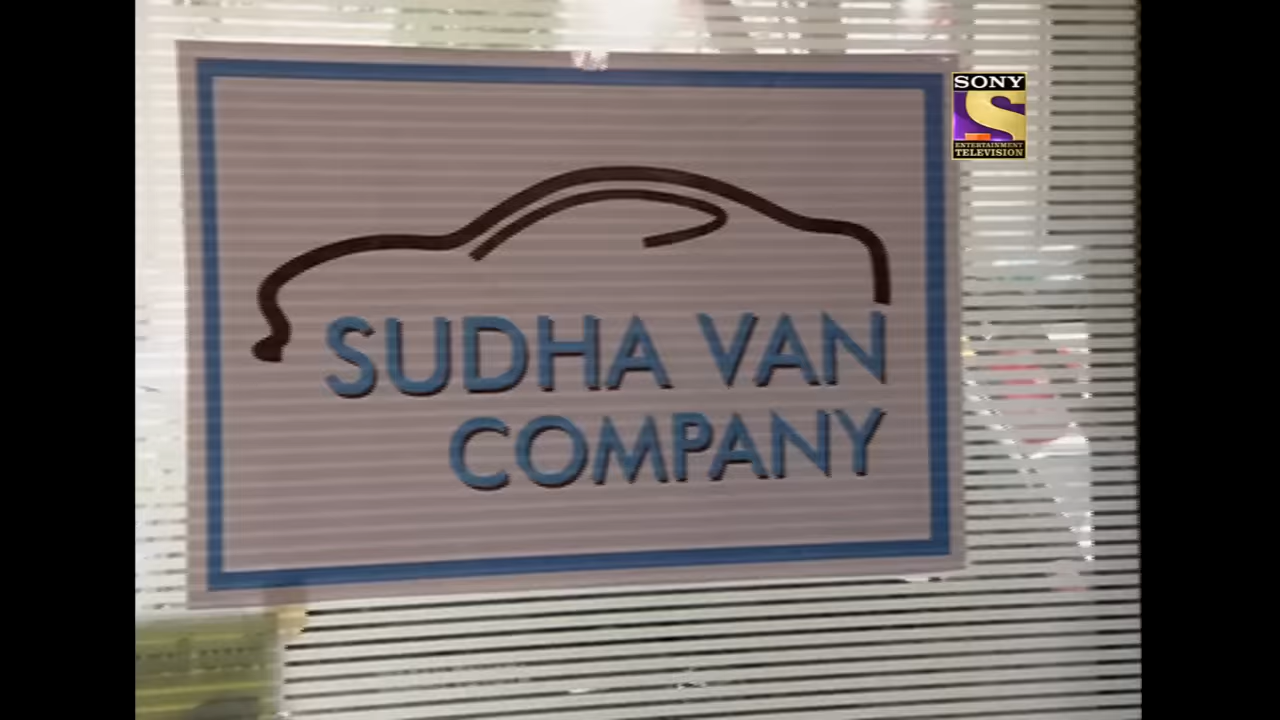 SONY
ENTERTAINMENT
TELEVISION
SUDHA VAN
COMPANY